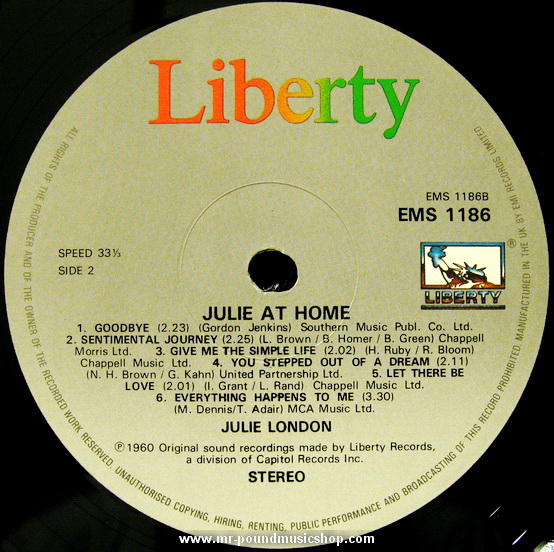 Liberty
EMS 1186B
EMS 1186
SPEED 33⅓
SIDE 2
LIBERTY ®
JULIE AT HOME
1. GOODBYE (2.23) (Gordon Jenkins) Southern Music Publ. Co. Ltd.
2. SENTIMENTAL JOURNEY (2.25) (L. Brown / B. Homer / B. Green) Chappell
Morris Ltd. 3. GIVE ME THE SIMPLE LIFE (2.02) (H. Ruby / R. Bloom)
Chappell Music Ltd. 4. YOU STEPPED OUT OF A DREAM (2.11)
(N. H. Brown / G. Kahn) United Partnership Ltd. 5. LET THERE BE
LOVE (2.01) (I. Grant / L. Rand) Chappell Music Ltd.
6. EVERYTHING HAPPENS TO ME (3.30)
(M. Dennis/T. Adair) MCA Music Ltd.
JULIE LONDON
℗ 1960 Original sound recordings made by Liberty Records,
a division of Capitol Records Inc.
STEREO
ALL RIGHTS OF THE PRODUCER AND OF THE OWNER OF THE RECORDED WORK RESERVED. UNAUTHORISED COPYING, HIRING, RENTING, PUBLIC PERFORMANCE AND BROADCASTING OF THIS RECORD PROHIBITED. MANUFACTURED IN THE UK BY EMI RECORDS LIMITED
www.mr-poundmusicshop.com